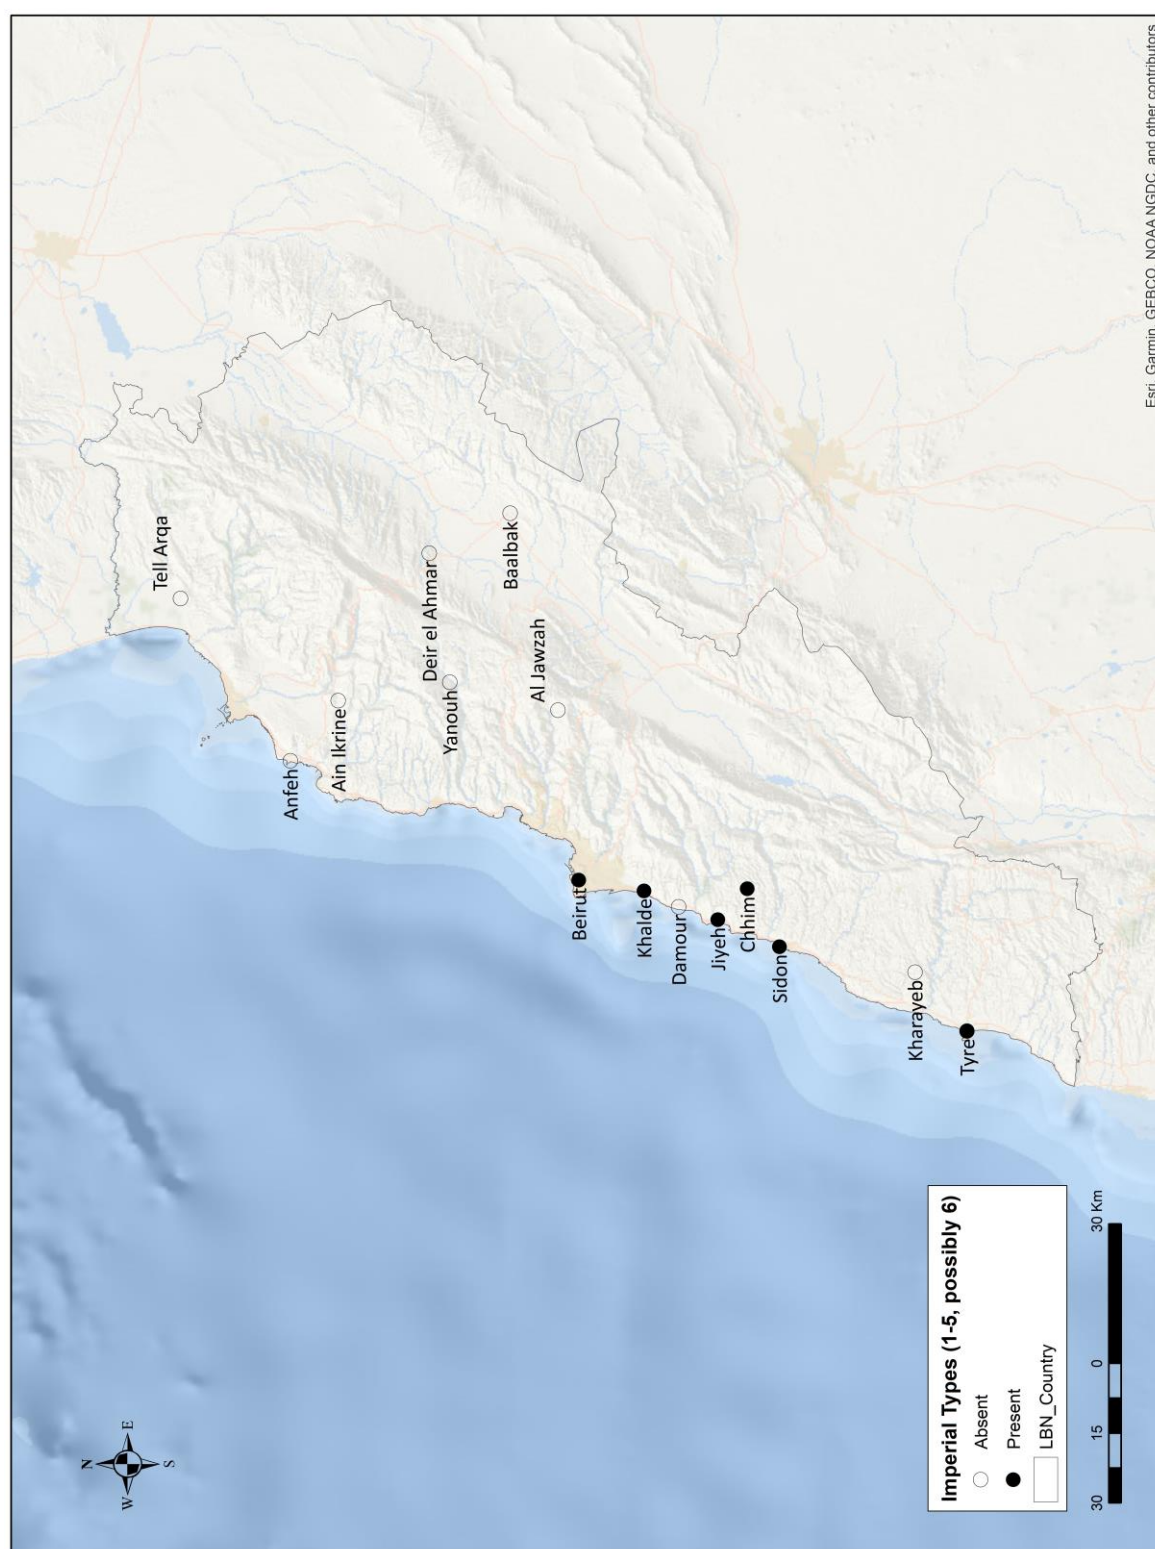 N
W
E
S
Tell Arqa
Anfeh
Ain Ikrine
Deir el Ahmar
Yanouh
Baalbak
Al Jawzah
Beirut
Khalde
Damour
Jiyeh
Chhim
Sidon
Kharayeb
Tyre
Imperial Types (1-5, possibly 6)
Absent
Present
LBN_Country
30 15 0 30 Km
Esri, Garmin, GEBCO, NOAA NGDC, and other contributors